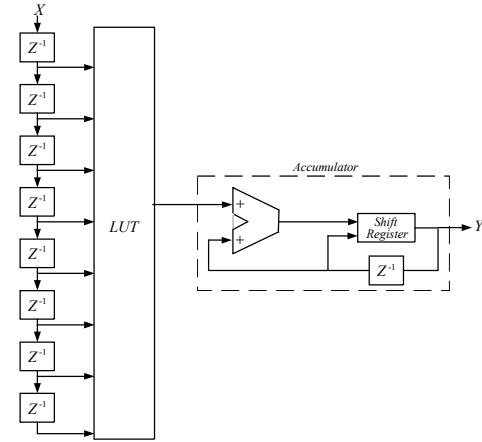 X
Z⁻¹
Z⁻¹
Z⁻¹
Z⁻¹
Z⁻¹
Z⁻¹
Z⁻¹
Z⁻¹
LUT
Accumulator
+
+
Shift
Register
Z⁻¹
Y